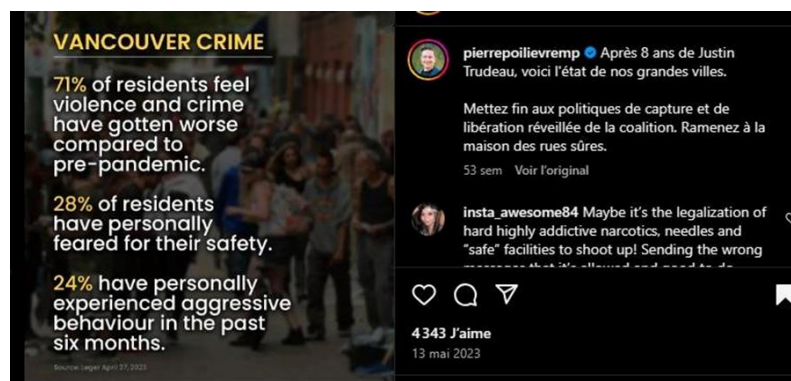 VANCOUVER CRIME
71% of residents feel
violence and crime
have gotten worse
compared to
pre-pandemic.
28% of residents
have personally
feared for their safety.
24% have personally
experienced aggressive
behaviour in the past
six months.
Source: Leger April 27, 2023
pierrepoilievremp Après 8 ans de Justin
Trudeau, voici l'état de nos grandes villes.
Mettez fin aux politiques de capture et de
libération réveillée de la coalition. Ramenez à la
maison des rues sûres.
53 sem Voir l'original
insta_awesome84 Maybe it's the legalization of
hard highly addictive narcotics, needles and
"safe" facilities to shoot up! Sending the wrong
4 343 J'aime
13 mai 2023